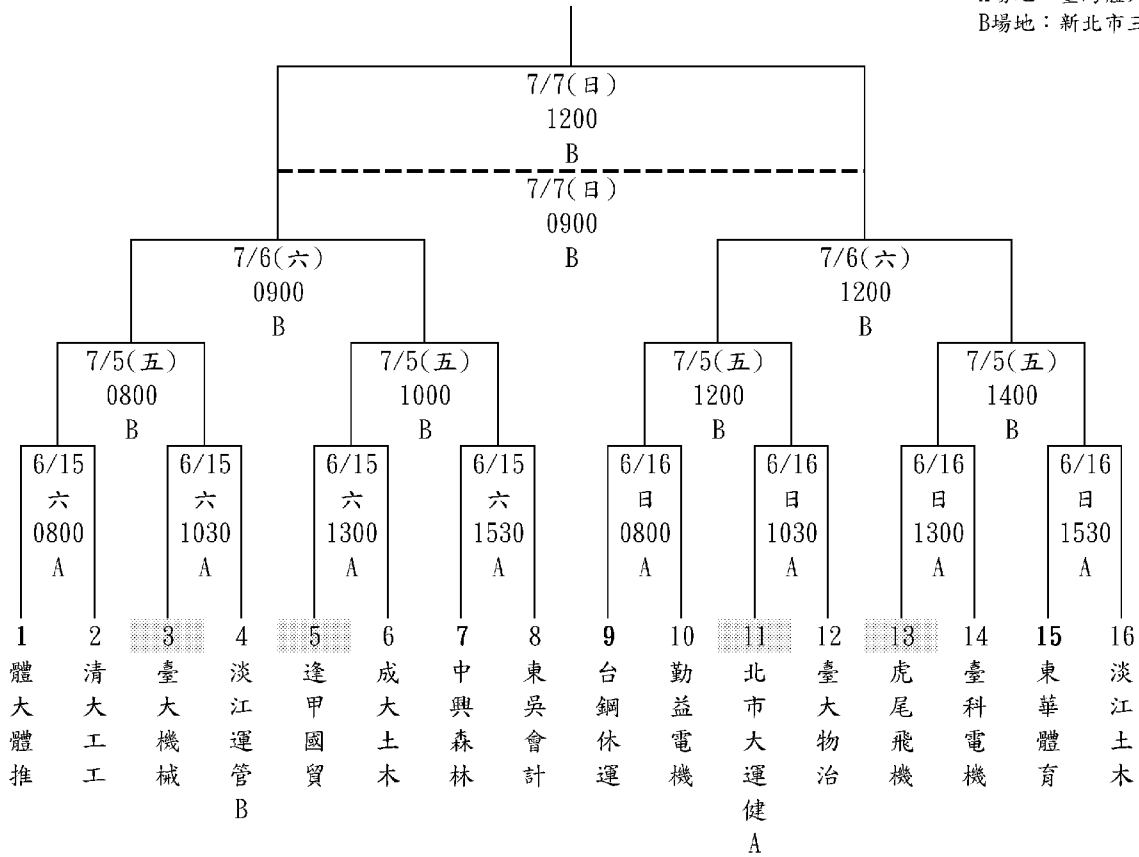 B場地：新北市三
7/7(日)
1200
B
7/7(日)
0900
B
7/6(六)
0900
B
7/6(六)
1200
B
7/5(五)
0800
B
7/5(五)
1000
B
7/5(五)
1200
B
7/5(五)
1400
B
6/15
六
0800
A
6/15
六
1030
A
6/15
六
1300
A
6/15
六
1530
A
6/16
日
0800
A
6/16
日
1030
A
6/16
日
1300
A
6/16
日
1530
A
1
體大體推
2
清大工工
3
臺大機械
4
淡江運管B
5
逢甲國貿
6
成大土木
7
中興森林
8
東吳會計
9
台鋼休運
10
勤益電機
11
北市大運健A
12
臺大物治
13
虎尾飛機
14
臺科電機
15
東華體育
16
淡江土木